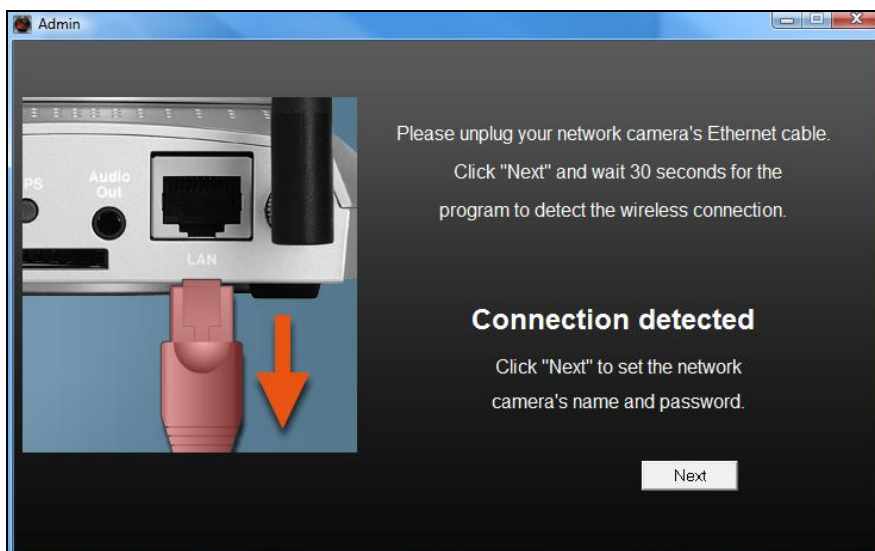 Admin
PS
Audio
Out
LAN
Please unplug your network camera's Ethernet cable.
Click "Next" and wait 30 seconds for the
program to detect the wireless connection.
Connection detected
Click "Next" to set the network
camera's name and password.
Next